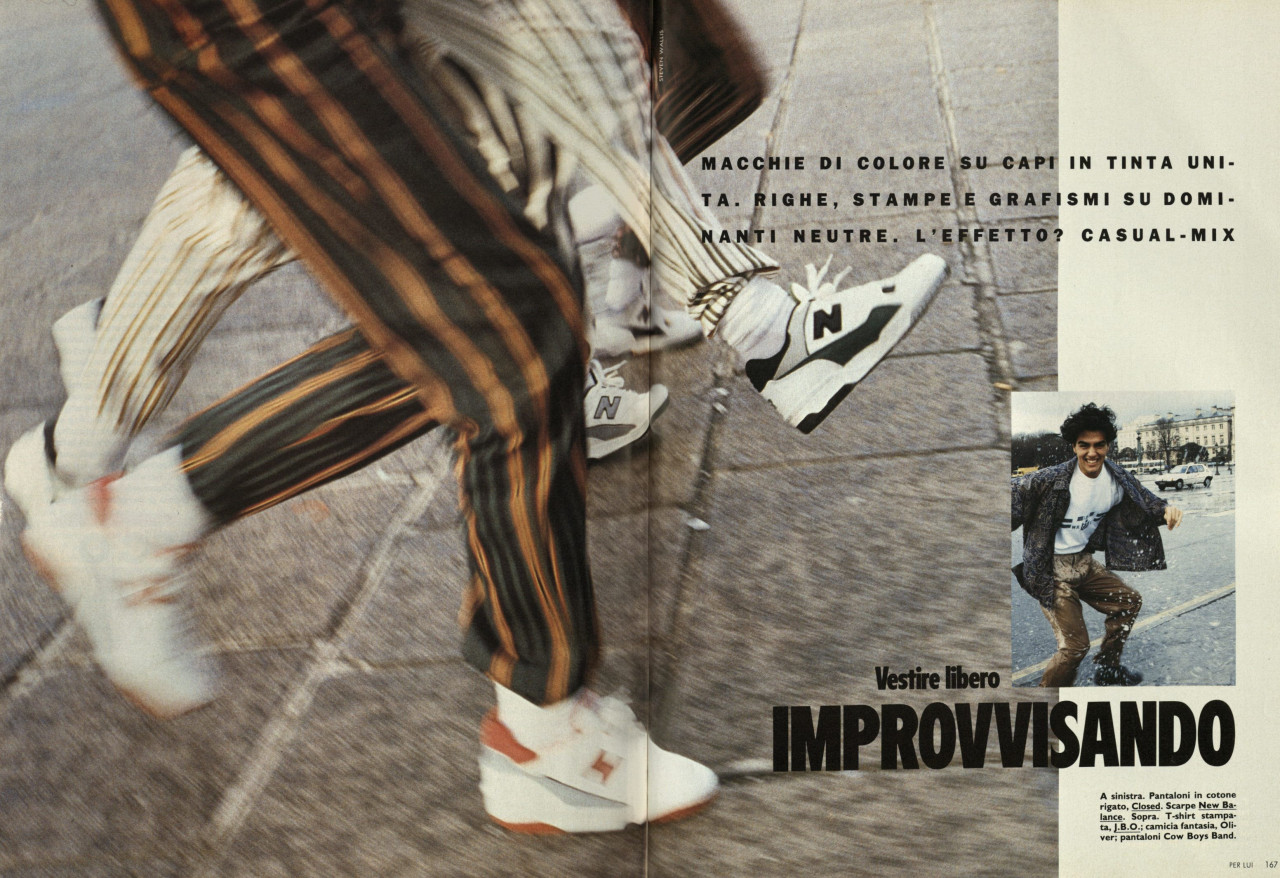 STEVEN WALLIS
MACCHIE DI COLORE SU CAPI IN TINTA UNI-
TA. RIGHE, STAMPE E GRAFISMI SU DOMI-
NANTI NEUTRE. L'EFFETTO? CASUAL-MIX
N
N
Vestire libero
IMPROVVISANDO
A sinistra. Pantaloni in cotone
rigato, Closed. Scarpe New Ba-
lance. Sopra. T-shirt stampa-
ta, J.B.O.; camicia fantasia, Oli-
ver; pantaloni Cow Boys Band.
PER LUI 167